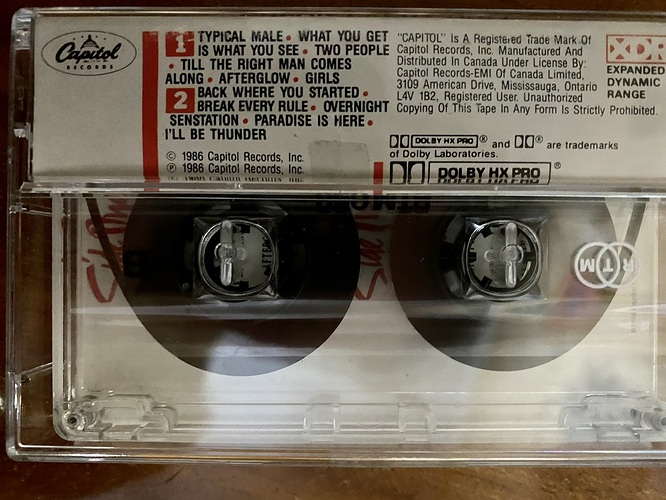 Capitol
RECORDS
1 TYPICAL MALE • WHAT YOU GET
IS WHAT YOU SEE • TWO PEOPLE
• TILL THE RIGHT MAN COMES
ALONG • AFTERGLOW • GIRLS
2 BACK WHERE YOU STARTED •
BREAK EVERY RULE • OVERNIGHT
SENSTATION • PARADISE IS HERE •
I'LL BE THUNDER
© 1986 Capitol Records, Inc.
℗ 1986 Capitol Records, Inc.
"CAPITOL" Is A Registered Trade Mark Of
Capitol Records, Inc. Manufactured And
Distributed In Canada Under License By:
Capitol Records-EMI Of Canada Limited,
3109 American Drive, Mississauga, Ontario
L4V 1B2, Registered User. Unauthorized
Copying Of This Tape In Any Form Is Strictly Prohibited.
DOLBY HX PRO® and ® are trademarks
of Dolby Laboratories.
DOLBY HX PRO®
XDR
EXPANDED
DYNAMIC
RANGE
Side
Side
RTM